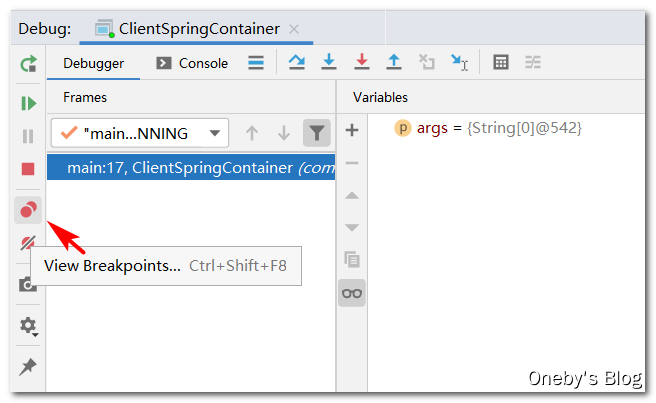 Debug: ClientSpringContainer
Debugger Console
Frames Variables
"main...NNING
p args = {String[0]@542}
main:17, ClientSpringContainer (com
View Breakpoints... Ctrl+Shift+F8
Oneby's Blog